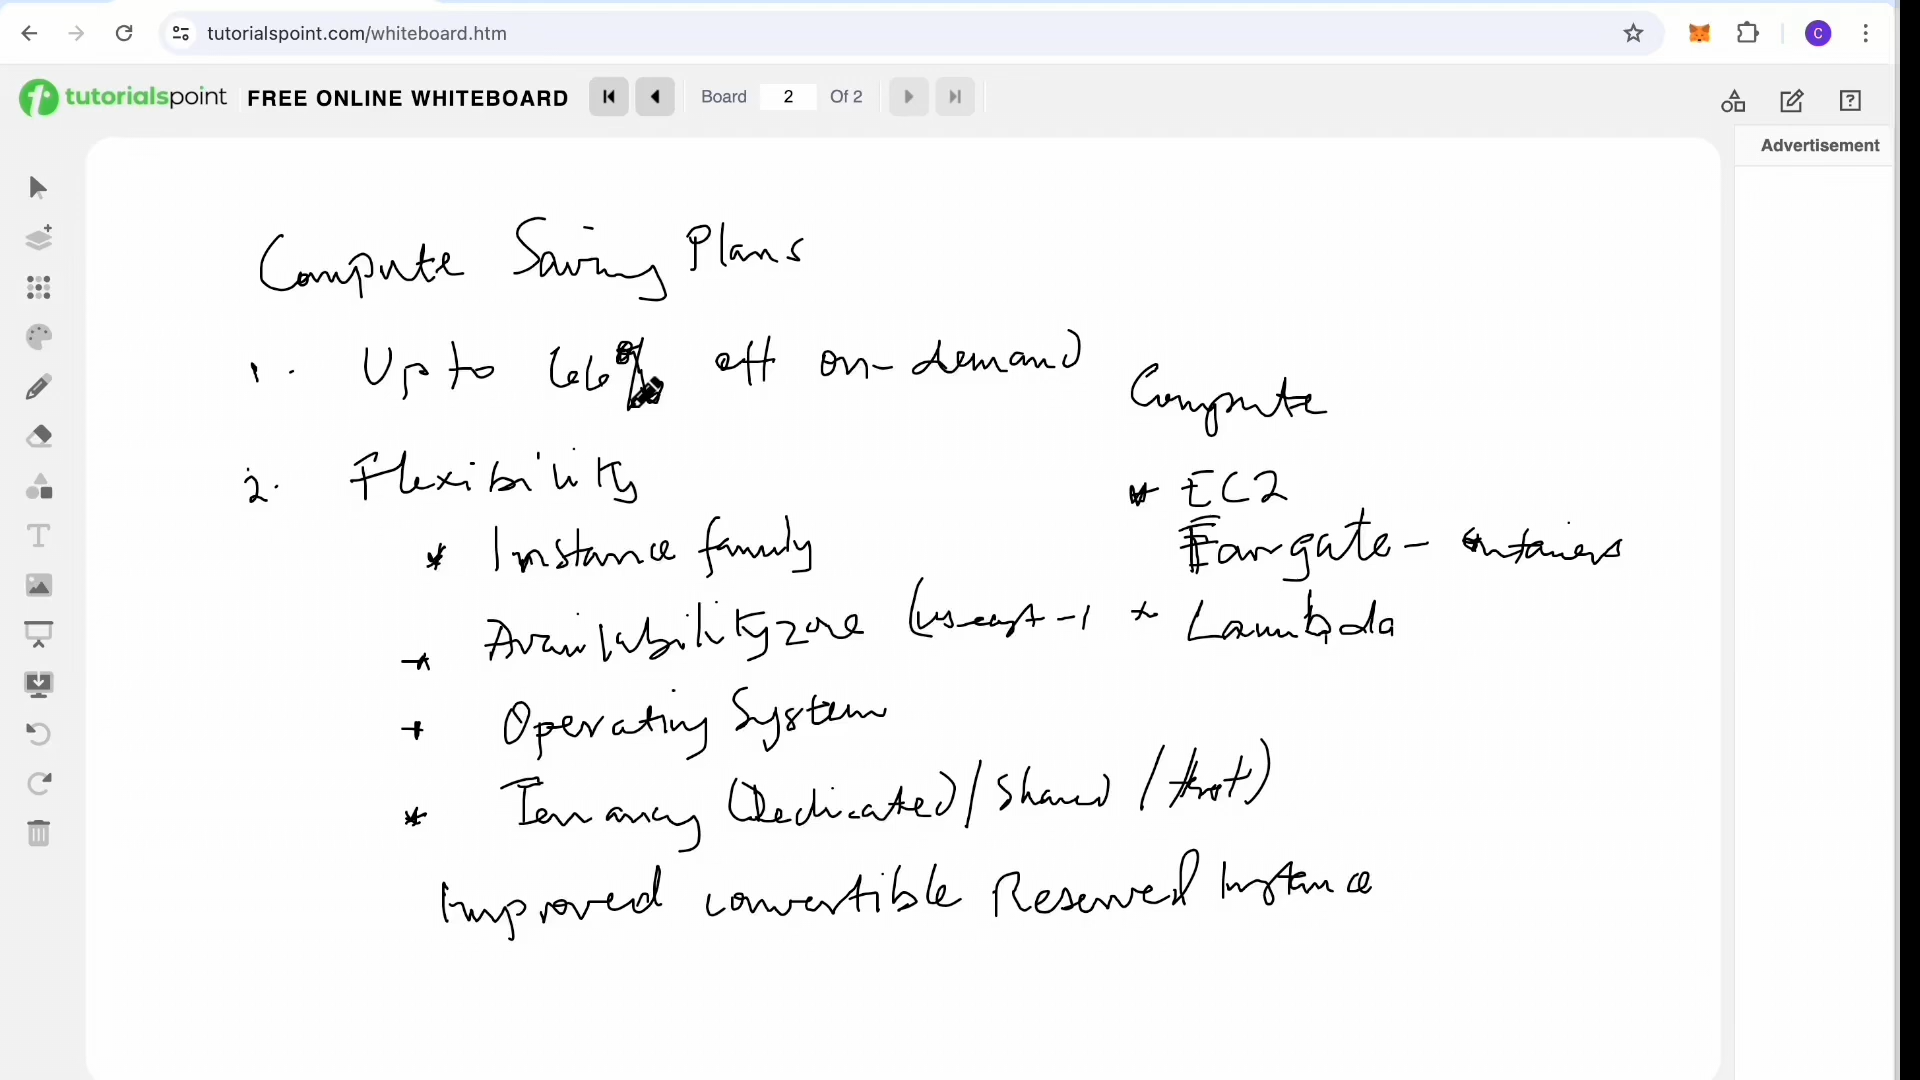 tutorialspoint.com/whiteboard.htm
C
tutorialspoint FREE ONLINE WHITEBOARD Board 2 Of 2
Advertisement
Compute Saving Plans
1. Up to 66% off on-demand
2. Flexibility
* Instance family
* Availability zone (us-east-1
+ Operating System
* Tenancy (Dedicated/Shared/Host)
Improved convertible Reserved Instance
Compute
* EC2
Fargate - Containers
* Lambda